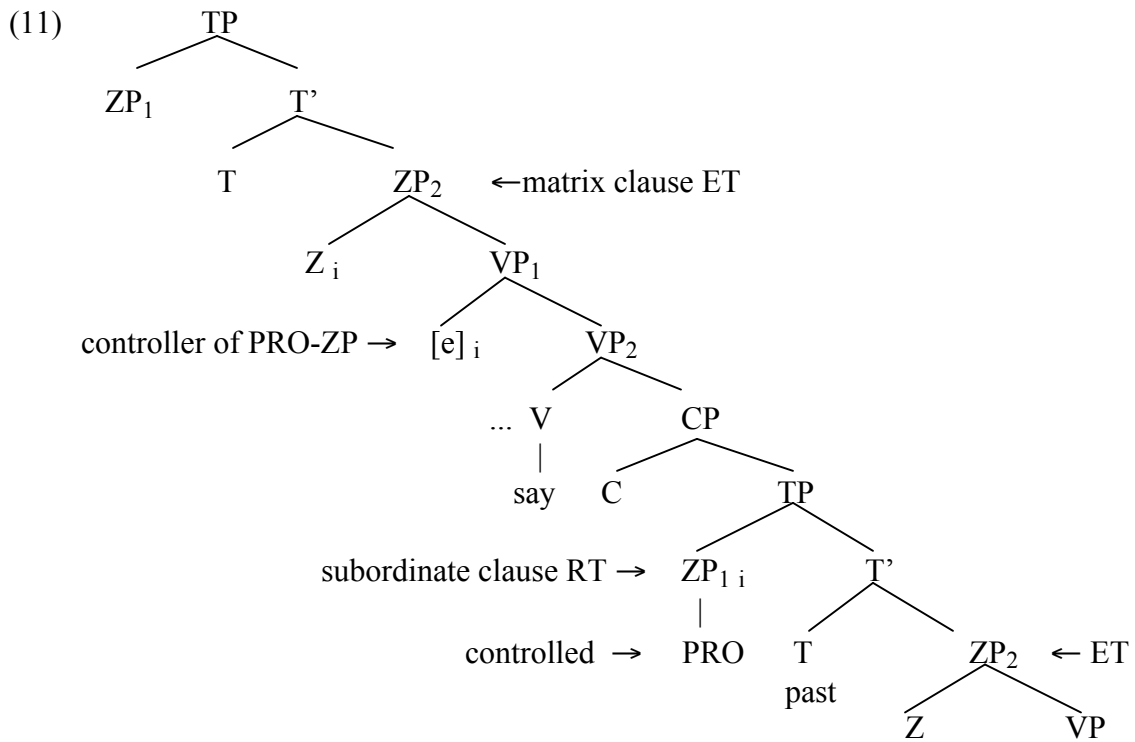 (11) TP
ZP1 T’
T ZP2 ←matrix clause ET
Z i VP1
controller of PRO-ZP → [e] i VP2
... V CP
say C TP
subordinate clause RT → ZP1 i T’
controlled → PRO T ZP2 ← ET
past
Z VP